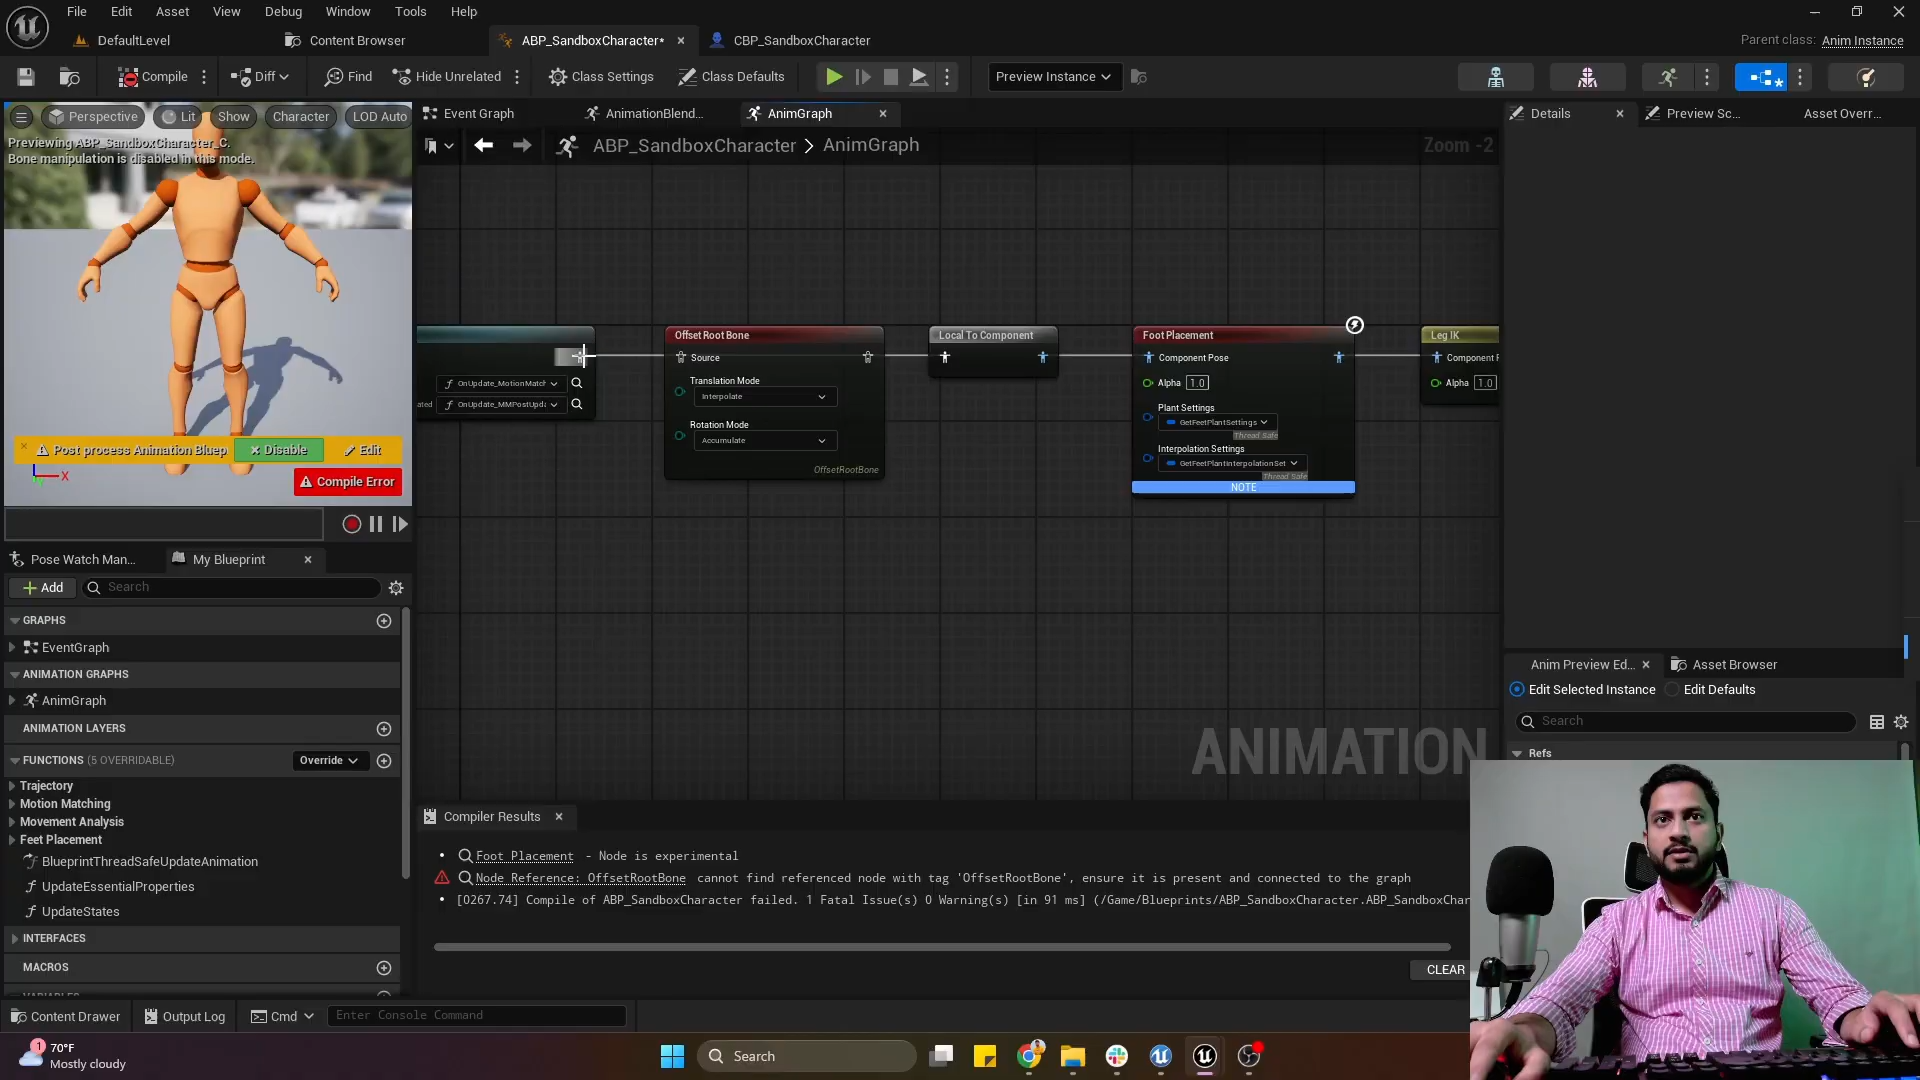 File Edit Asset View Debug Window Tools Help
DefaultLevel Content Browser ABP_SandboxCharacter* CBP_SandboxCharacter Parent class: Anim Instance
Compile Diff Find Hide Unrelated Class Settings Class Defaults Preview Instance
Perspective Lit Show Character LOD Auto
Previewing ABP_SandboxCharacter_C.
Bone manipulation is disabled in this mode.
Event Graph AnimationBlend... AnimGraph
ABP_SandboxCharacter > AnimGraph Zoom -2
Details Preview Sc... Asset Overr...
Offset Root Bone
Source
Translation Mode
Interpolate
Rotation Mode
Accumulate
OffsetRootBone
OnUpdate_MotionMatch
OnUpdate_MMPostUpda
Local To Component
Foot Placement
Component Pose
Alpha 1.0
Plant Settings
GetFeetPlantSettings
Thread Safe
Interpolation Settings
GetFeetPlantInterpolationSet
Thread Safe
NOTE
Leg IK
Component P
Alpha 1.0
Post process Animation Bluep Disable Edit
X
Compile Error
Pose Watch Man... My Blueprint
Add Search
GRAPHS
EventGraph
ANIMATION GRAPHS
AnimGraph
ANIMATION LAYERS
FUNCTIONS (5 OVERRIDABLE) Override
Trajectory
Motion Matching
Movement Analysis
Feet Placement
BlueprintThreadSafeUpdateAnimation
UpdateEssentialProperties
UpdateStates
INTERFACES
MACROS
VARIABLES
ANIMATION
Anim Preview Ed... Asset Browser
Edit Selected Instance Edit Defaults
Search
Refs
Compiler Results
Foot Placement - Node is experimental
Node Reference: OffsetRootBone cannot find referenced node with tag 'OffsetRootBone', ensure it is present and connected to the graph
[0267.74] Compile of ABP_SandboxCharacter failed. 1 Fatal Issue(s) 0 Warning(s) [in 91 ms] (/Game/Blueprints/ABP_SandboxCharacter.ABP_SandboxChar
CLEAR
Content Drawer Output Log Cmd Enter Console Command
1
70°F
Mostly cloudy
Search